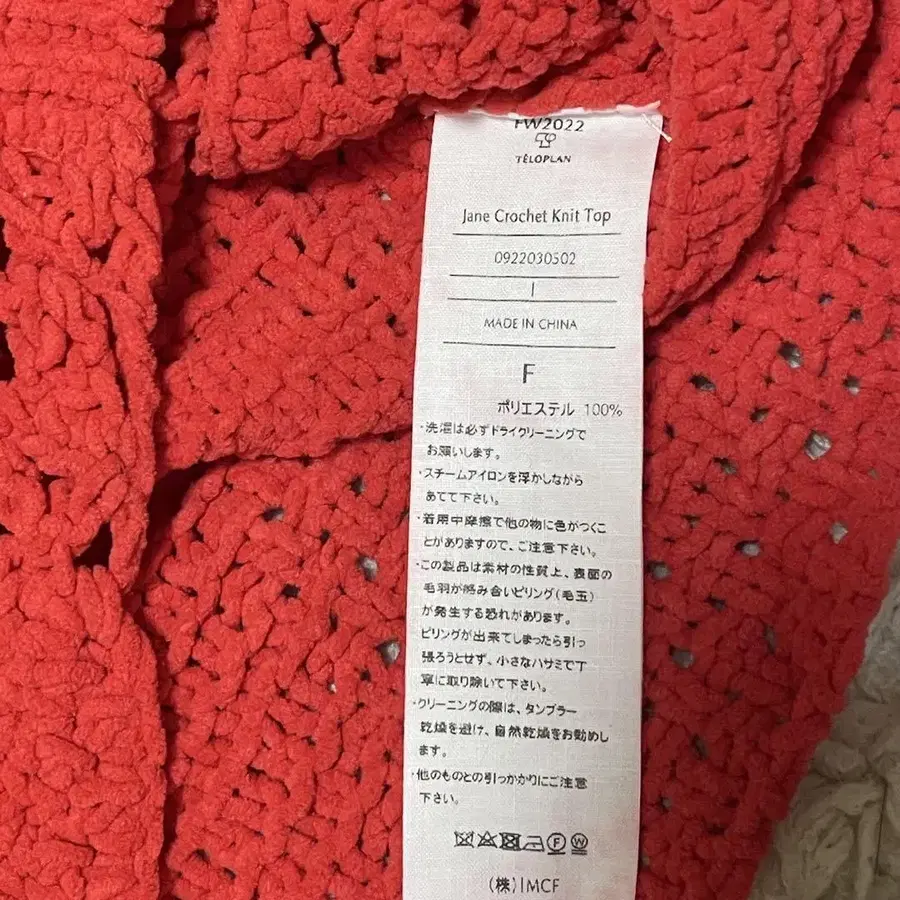 FW2022
TELOPLAN
Jane Crochet Knit Top
0922030502
I
MADE IN CHINA
F
ポリエステル 100%
・洗濯は必ずドライクリーニングで
お願いします。
・スチームアイロンを浮かしながら
あてて下さい。
・着用中摩擦で他の物に色がつくこ
とがありますので、ご注意下さい。
・この製品は素材の性質上、表面の
毛羽が絡み合いピリング(毛玉)
が発生する恐れがあります。
ピリングが出来てしまったら引っ
張ろうとせず、小さなハサミで丁
寧に取り除いて下さい。
・クリーニングの際は、タンブラー
乾燥を避け、自然乾燥をお勧めし
ます。
・他のものとの引っかかりにご注意
下さい。
F W
(株)IMCF